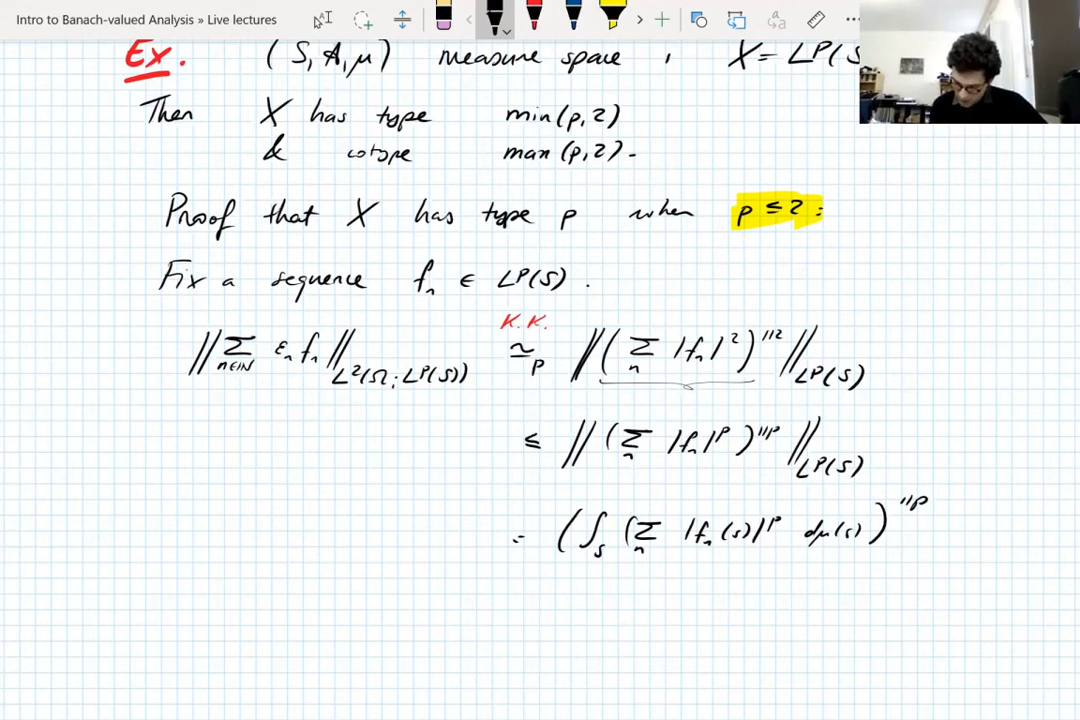 Intro to Banach-valued Analysis » Live lectures
Ex. (S, A, μ) measure space , X = L^p(S
Then X has type min(p,2)
& cotype max(p,2).
Proof that X has type p when p ≤ 2 :
Fix a sequence f_n ∈ L^p(S) .
K.K.
‖ Σ_{n∈ℕ} ε_n f_n ‖_{L^2(Ω; L^p(S))} ≃_p ‖ ( Σ_n |f_n|^2 )^{1/2} ‖_{L^p(S)}
≤ ‖ ( Σ_n |f_n|^p )^{1/p} ‖_{L^p(S)}
= ( ∫_S ( Σ_n |f_n(s)|^p dμ(s) )^{1/p}